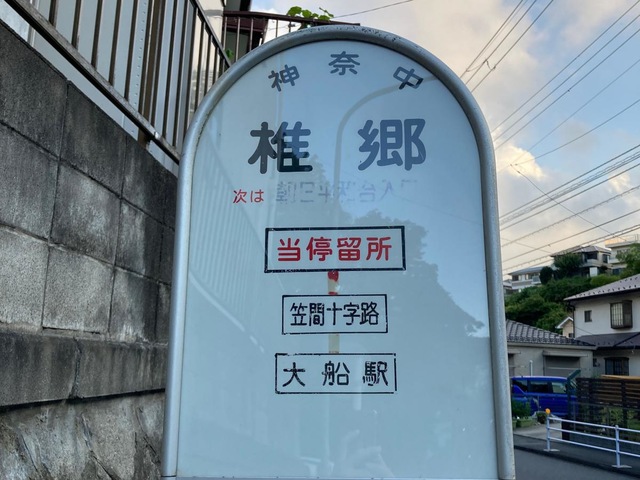 神奈中
椎郷
次は
当停留所
笠間十字路
大船駅